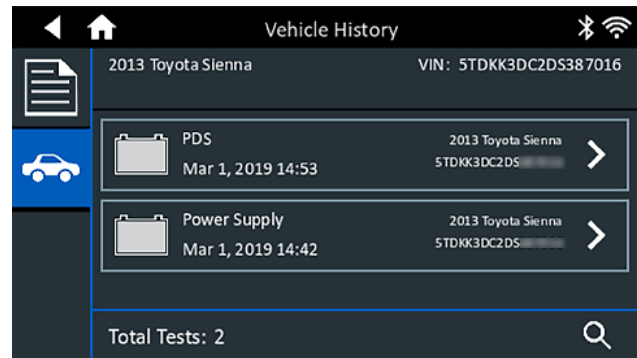 Vehicle History
2013 Toyota Sienna VIN: 5TDKK3DC2DS387016
PDS 2013 Toyota Sienna
Mar 1, 2019 14:53 5TDKK3DC2DS
Power Supply 2013 Toyota Sienna
Mar 1, 2019 14:42 5TDKK3DC2DS
Total Tests: 2